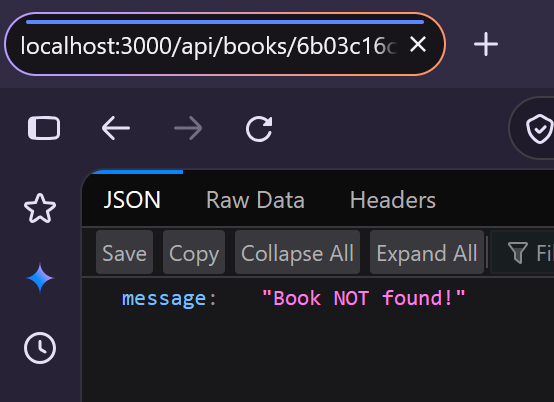 localhost:3000/api/books/6b03c16c
JSON Raw Data Headers
Save Copy Collapse All Expand All
message: "Book NOT found!"